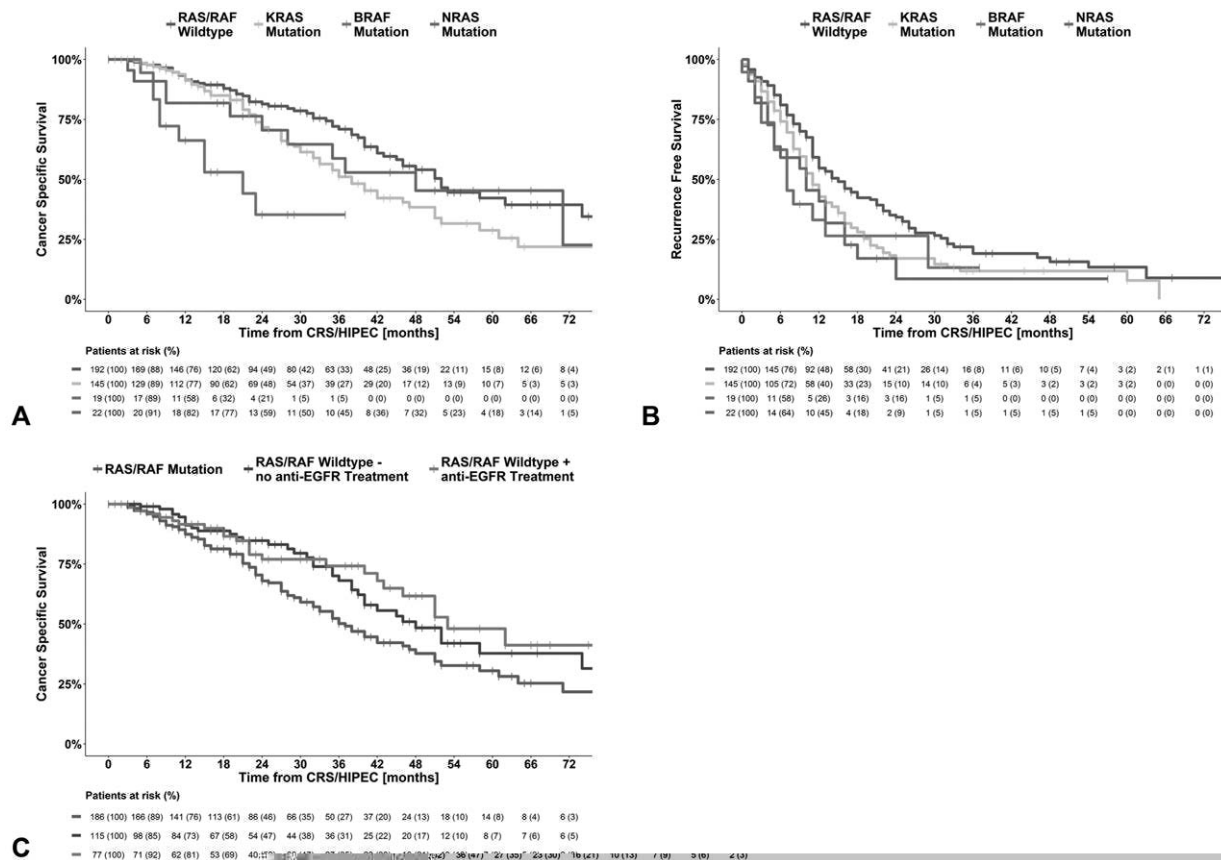 RAS/RAF Wildtype KRAS Mutation BRAF Mutation NRAS Mutation
100%
75%
50%
25%
0%
Cancer Specific Survival
0 6 12 18 24 30 36 42 48 54 60 66 72
Time from CRS/HIPEC [months]
Patients at risk (%)
192 (100) 169 (88) 146 (76) 120 (62) 94 (49) 80 (42) 63 (33) 48 (25) 36 (19) 22 (11) 15 (8) 12 (6) 8 (4)
145 (100) 129 (89) 112 (77) 90 (62) 69 (48) 54 (37) 39 (27) 29 (20) 17 (12) 13 (9) 10 (7) 5 (3) 5 (3)
19 (100) 17 (89) 11 (58) 6 (32) 4 (21) 1 (5) 1 (5) 0 (0) 0 (0) 0 (0) 0 (0) 0 (0) 0 (0)
22 (100) 20 (91) 18 (82) 17 (77) 13 (59) 11 (50) 10 (45) 8 (36) 7 (32) 5 (23) 4 (18) 3 (14) 1 (5)
A
RAS/RAF Wildtype KRAS Mutation BRAF Mutation NRAS Mutation
100%
75%
50%
25%
0%
Recurrence Free Survival
0 6 12 18 24 30 36 42 48 54 60 66 72
Time from CRS/HIPEC [months]
Patients at risk (%)
192 (100) 145 (76) 92 (48) 58 (30) 41 (21) 26 (14) 16 (8) 11 (6) 10 (5) 7 (4) 3 (2) 2 (1) 1 (1)
145 (100) 105 (72) 58 (40) 33 (23) 15 (10) 14 (10) 6 (4) 5 (3) 3 (2) 3 (2) 3 (2) 0 (0) 0 (0)
19 (100) 11 (58) 5 (26) 3 (16) 3 (16) 1 (5) 1 (5) 0 (0) 0 (0) 0 (0) 0 (0) 0 (0) 0 (0)
22 (100) 14 (64) 10 (45) 4 (18) 2 (9) 1 (5) 1 (5) 1 (5) 1 (5) 1 (5) 0 (0) 0 (0) 0 (0)
B
RAS/RAF Mutation RAS/RAF Wildtype - no anti-EGFR Treatment RAS/RAF Wildtype + anti-EGFR Treatment
100%
75%
50%
25%
0%
Cancer Specific Survival
0 6 12 18 24 30 36 42 48 54 60 66 72
Time from CRS/HIPEC [months]
Patients at risk (%)
186 (100) 166 (89) 141 (76) 113 (61) 86 (46) 66 (35) 50 (27) 37 (20) 24 (13) 18 (10) 14 (8) 8 (4) 6 (3)
115 (100) 98 (85) 84 (73) 67 (58) 54 (47) 44 (38) 36 (31) 25 (22) 20 (17) 12 (10) 8 (7) 7 (6) 6 (5)
77 (100) 71 (92) 62 (81) 53 (69)
C